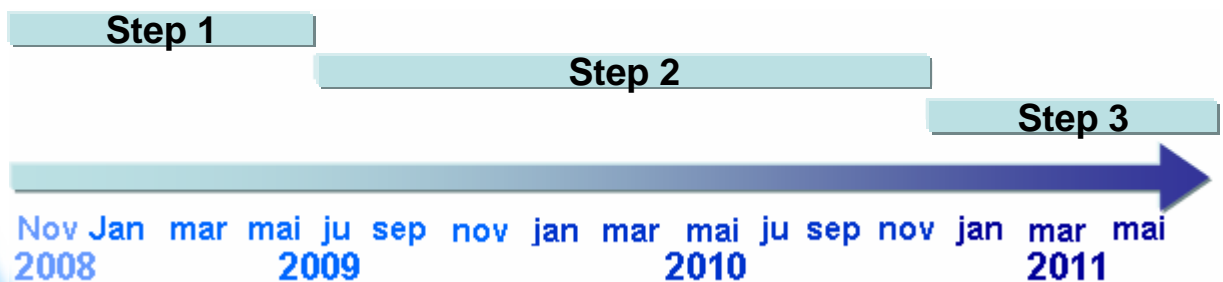 Step 1
Step 2
Step 3
Nov Jan mar mai ju sep nov jan mar mai ju sep nov jan mar mai
2008 2009 2010 2011